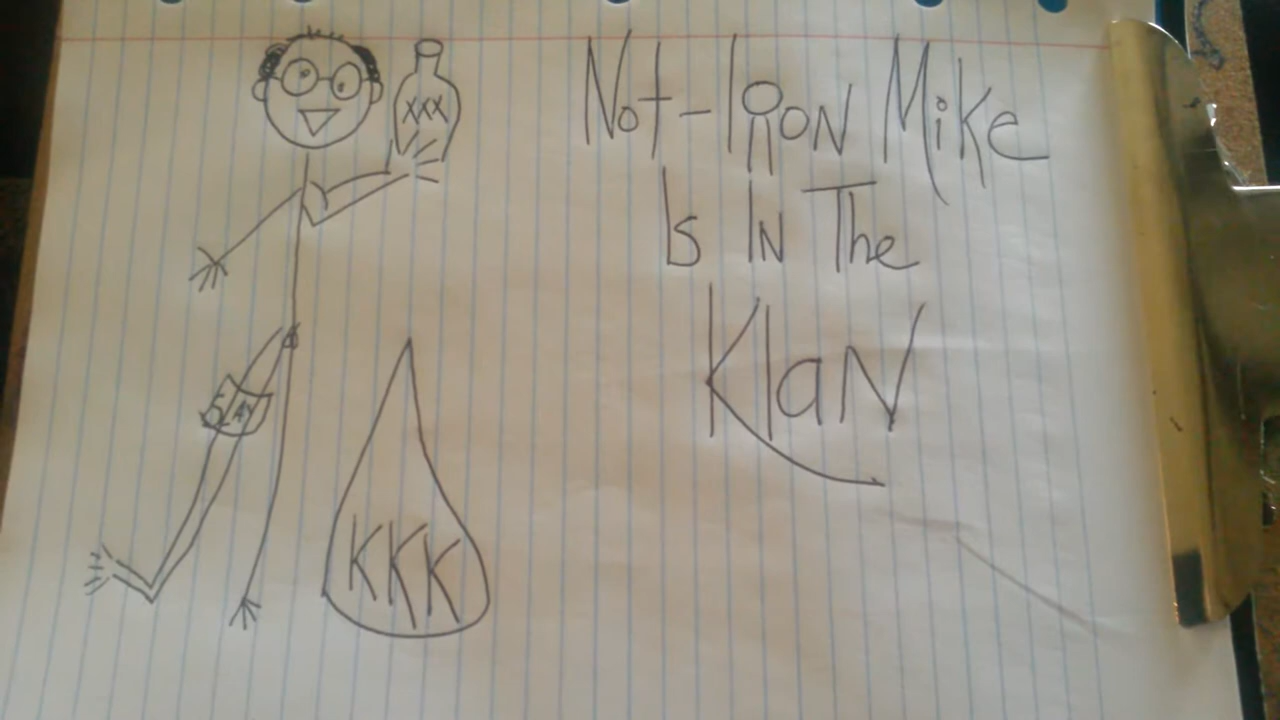 XXX
Not-Iron Mike
Is In The
Klan
KKK